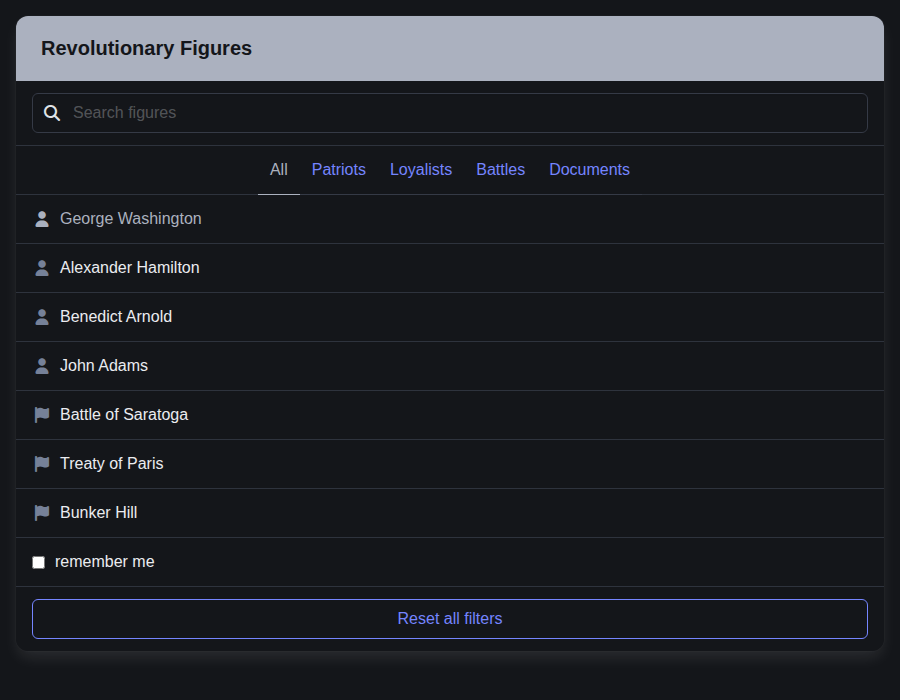 Revolutionary Figures
Search figures
All Patriots Loyalists Battles Documents
George Washington
Alexander Hamilton
Benedict Arnold
John Adams
Battle of Saratoga
Treaty of Paris
Bunker Hill
remember me
Reset all filters